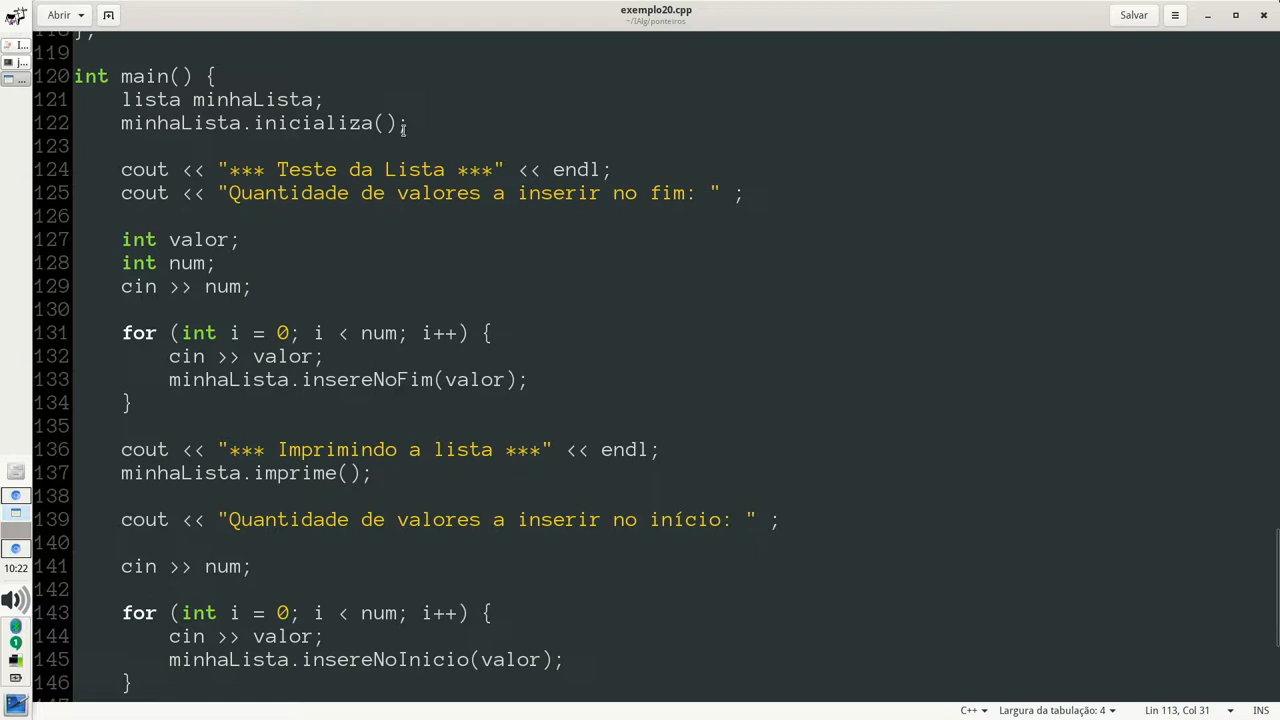 Abrir
exemplo20.cpp
~/IAlg/ponteiros
Salvar
I...
j...
...
118 };
119
120 int main() {
121     lista minhaLista;
122     minhaLista.inicializa();
123
124     cout << "*** Teste da Lista ***" << endl;
125     cout << "Quantidade de valores a inserir no fim: " ;
126
127     int valor;
128     int num;
129     cin >> num;
130
131     for (int i = 0; i < num; i++) {
132         cin >> valor;
133         minhaLista.insereNoFim(valor);
134     }
135
136     cout << "*** Imprimindo a lista ***" << endl;
137     minhaLista.imprime();
138
139     cout << "Quantidade de valores a inserir no início: " ;
140
141     cin >> num;
142
143     for (int i = 0; i < num; i++) {
144         cin >> valor;
145         minhaLista.insereNoInicio(valor);
146     }
147
10:22
1
C++
Largura da tabulação: 4
Lin 113, Col 31
INS